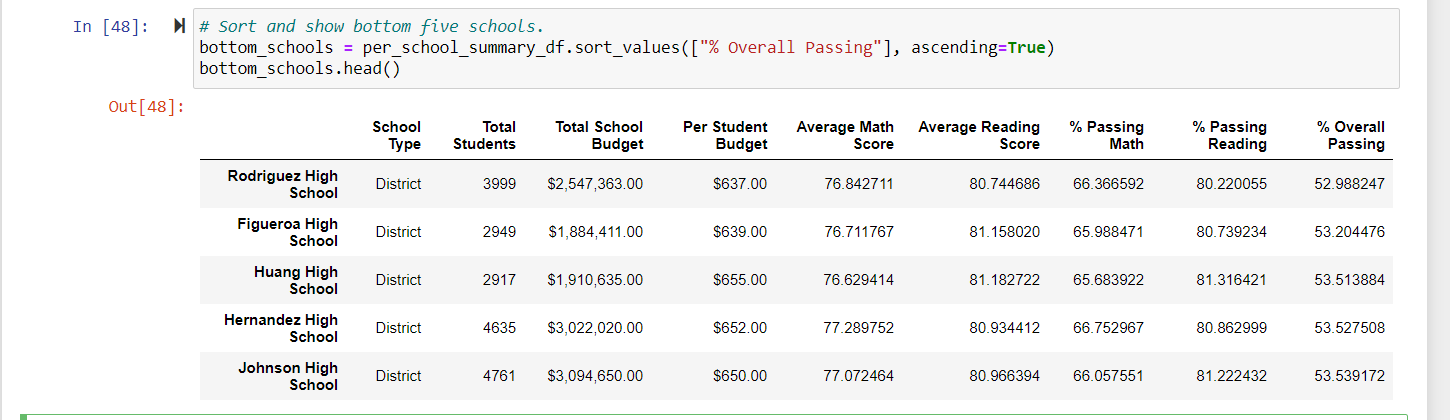 In [48]: # Sort and show bottom five schools.
bottom_schools = per_school_summary_df.sort_values(["% Overall Passing"], ascending=True)
bottom_schools.head()
Out[48]:
School Total Total School Per Student Average Math Average Reading % Passing % Passing % Overall
Type Students Budget Budget Score Score Math Reading Passing
Rodriguez High
School District 3999 $2,547,363.00 $637.00 76.842711 80.744686 66.366592 80.220055 52.988247
Figueroa High
School District 2949 $1,884,411.00 $639.00 76.711767 81.158020 65.988471 80.739234 53.204476
Huang High
School District 2917 $1,910,635.00 $655.00 76.629414 81.182722 65.683922 81.316421 53.513884
Hernandez High
School District 4635 $3,022,020.00 $652.00 77.289752 80.934412 66.752967 80.862999 53.527508
Johnson High
School District 4761 $3,094,650.00 $650.00 77.072464 80.966394 66.057551 81.222432 53.539172